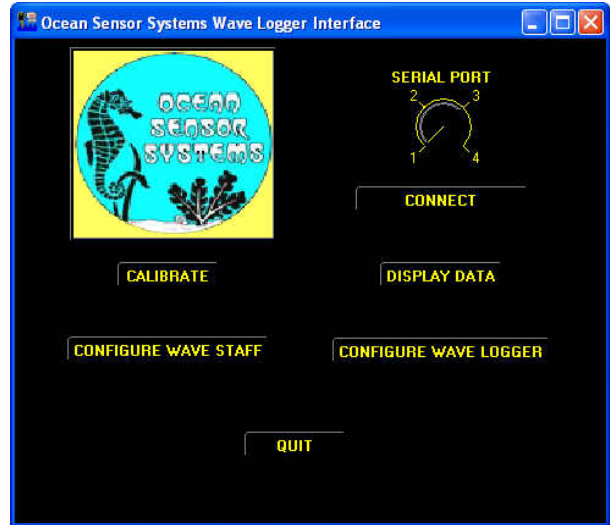 Ocean Sensor Systems Wave Logger Interface
OCEAN
SENSOR
SYSTEMS
SERIAL PORT
2 3
1 4
CONNECT
CALIBRATE
DISPLAY DATA
CONFIGURE WAVE STAFF
CONFIGURE WAVE LOGGER
QUIT